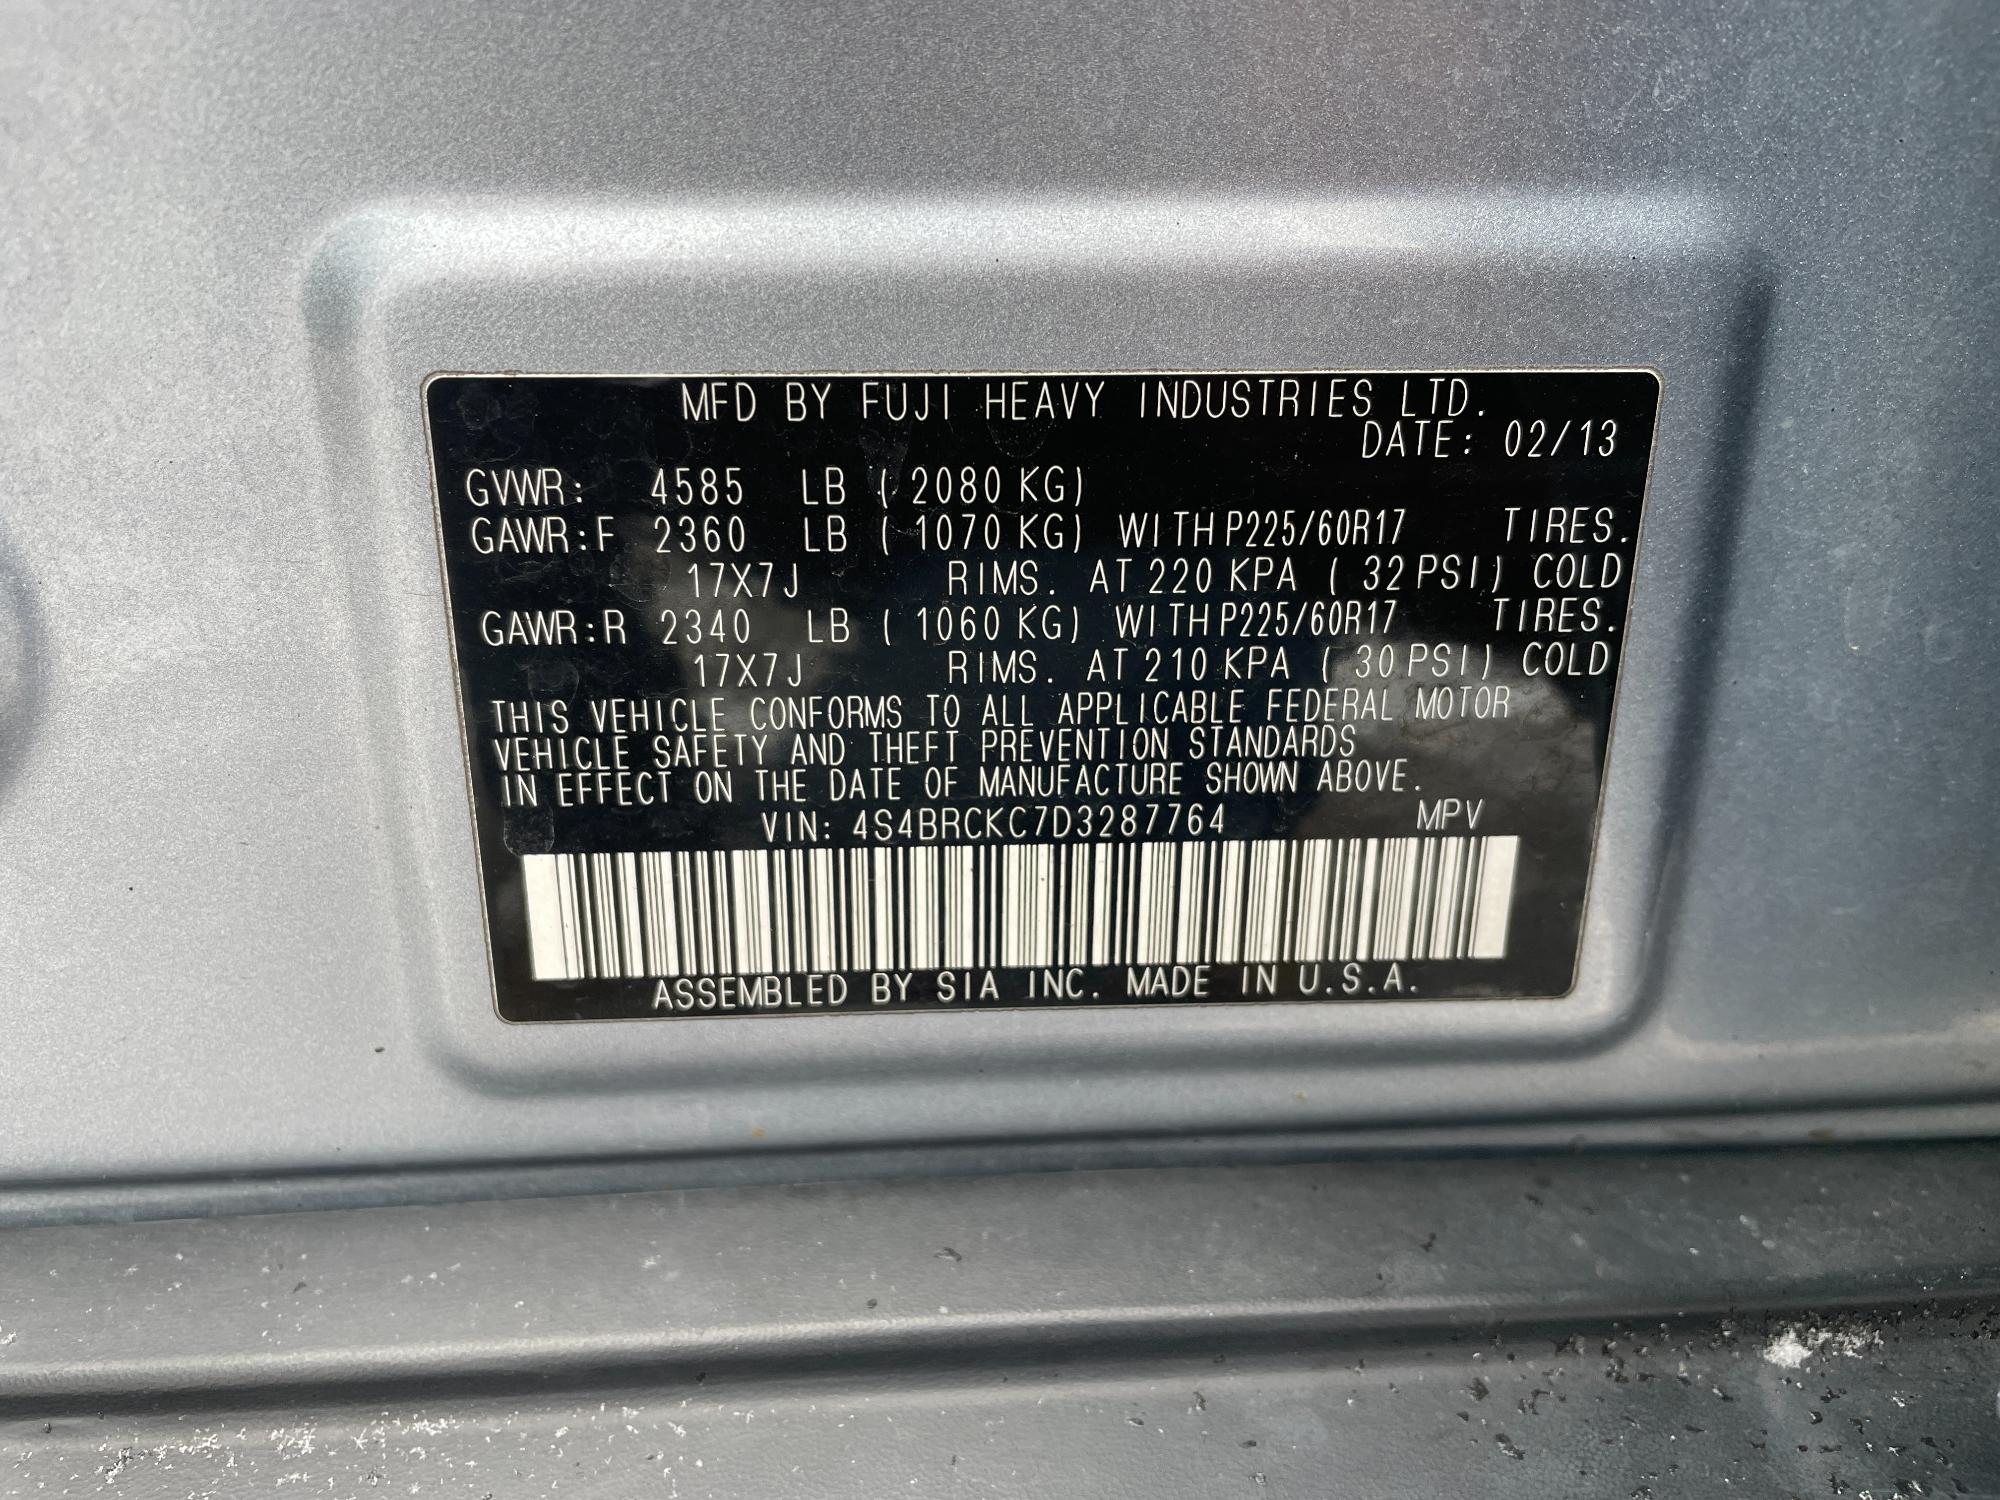 MFD BY FUJI HEAVY INDUSTRIES LTD.
DATE: 02/13
GVWR: 4585 LB ( 2080 KG)
GAWR:F 2360 LB ( 1070 KG) WITH P225/60R17 TIRES.
17X7J RIMS. AT 220 KPA ( 32 PSI) COLD
GAWR:R 2340 LB ( 1060 KG) WITH P225/60R17 TIRES.
17X7J RIMS. AT 210 KPA ( 30 PSI) COLD
THIS VEHICLE CONFORMS TO ALL APPLICABLE FEDERAL MOTOR
VEHICLE SAFETY AND THEFT PREVENTION STANDARDS
IN EFFECT ON THE DATE OF MANUFACTURE SHOWN ABOVE.
VIN: 4S4BRCKC7D3287764 MPV
ASSEMBLED BY SIA INC. MADE IN U.S.A.